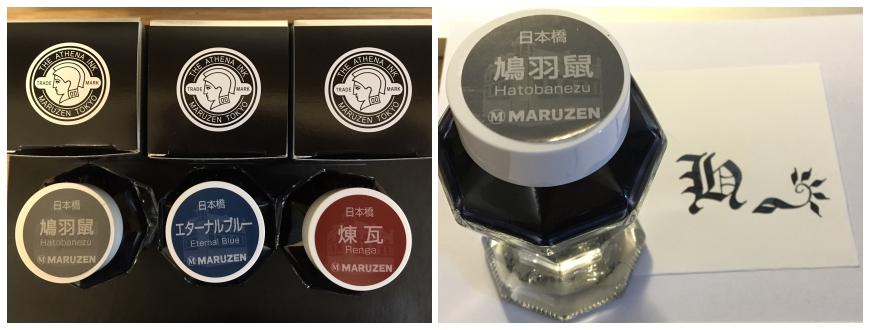 THE ATHENA INK
TRADE MARK
MARUZEN TOKYO
THE ATHENA INK
TRADE MARK
MARUZEN TOKYO
THE ATHENA INK
TRADE MARK
MARUZEN TOKYO
日本橋
鳩羽鼠
Hatobanezu
M MARUZEN
日本橋
エターナルブルー
Eternal Blue
M MARUZEN
日本橋
煉瓦
Renga
M MARUZEN
日本橋
鳩羽鼠
Hatobanezu
M MARUZEN